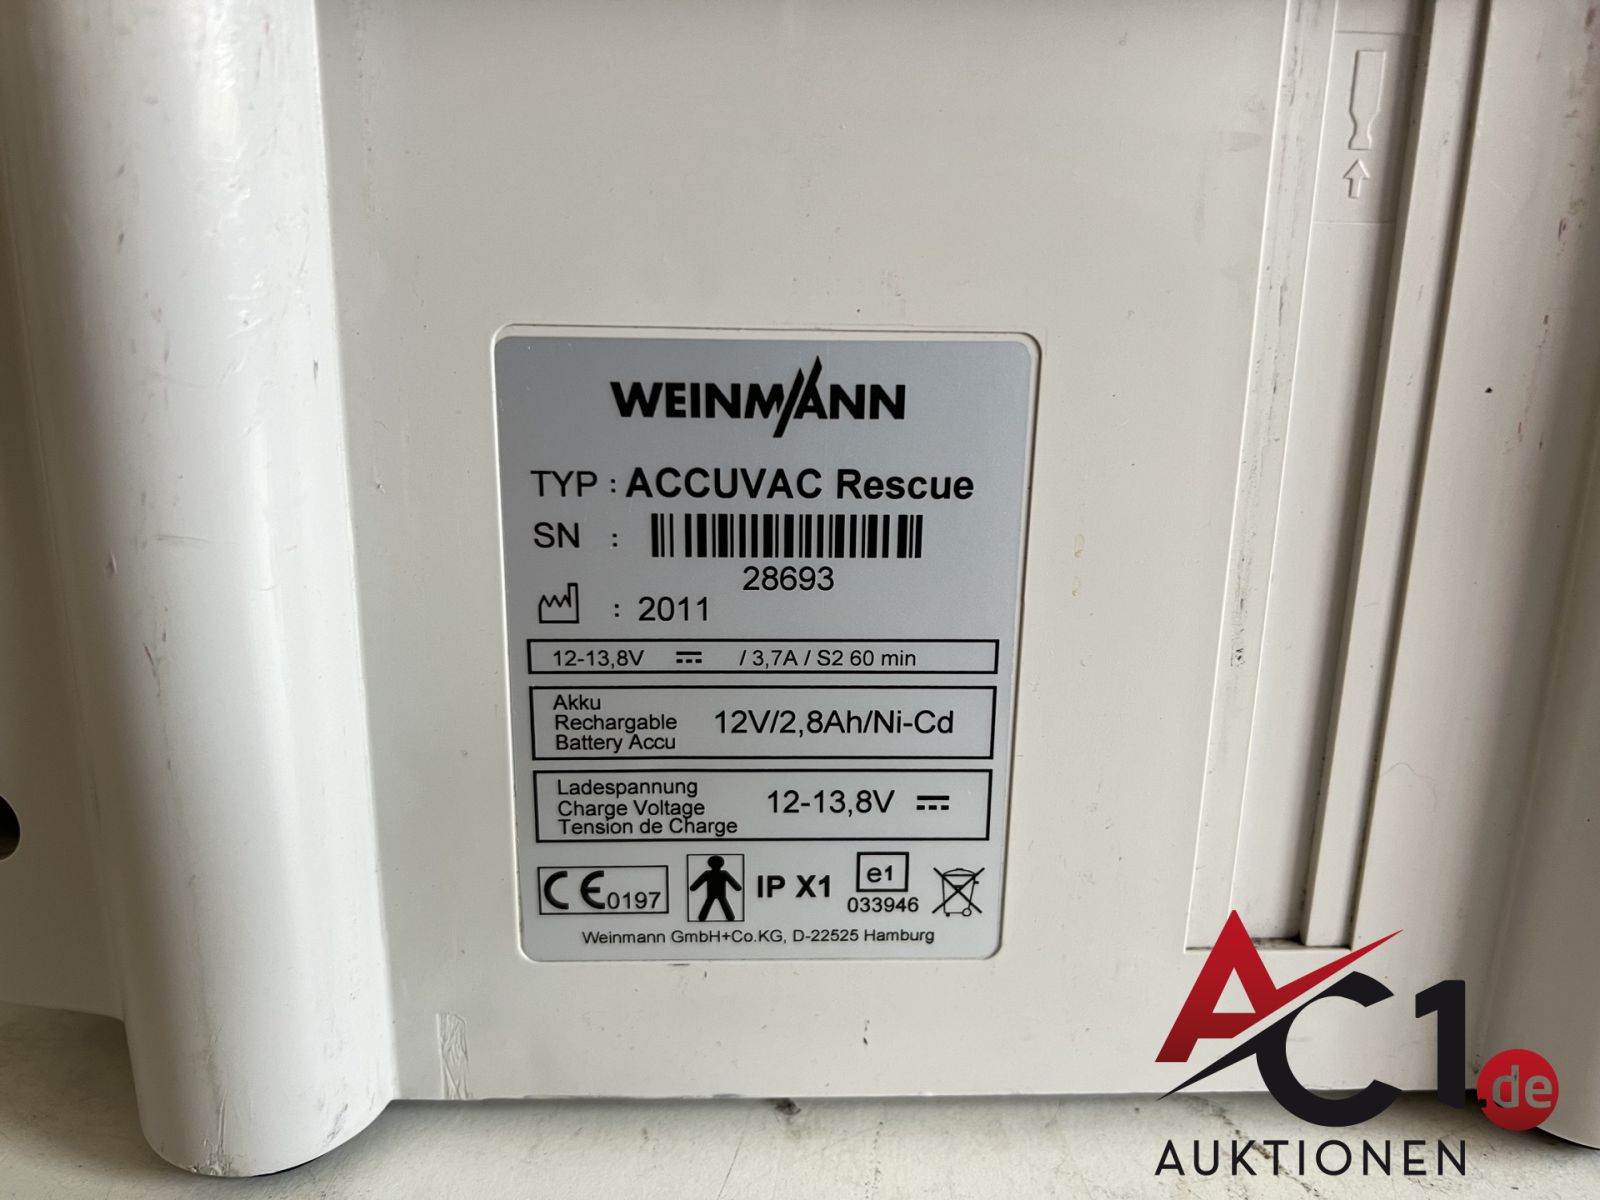 WEINMANN
TYP : ACCUVAC Rescue
SN :
28693
: 2011
12-13,8V / 3,7A / S2 60 min
Akku
Rechargable
Battery Accu
12V/2,8Ah/Ni-Cd
Ladespannung
Charge Voltage
Tension de Charge
12-13,8V
CE 0197
IP X1
e1
033946
Weinmann GmbH+Co.KG, D-22525 Hamburg
AC1.de
AUKTIONEN